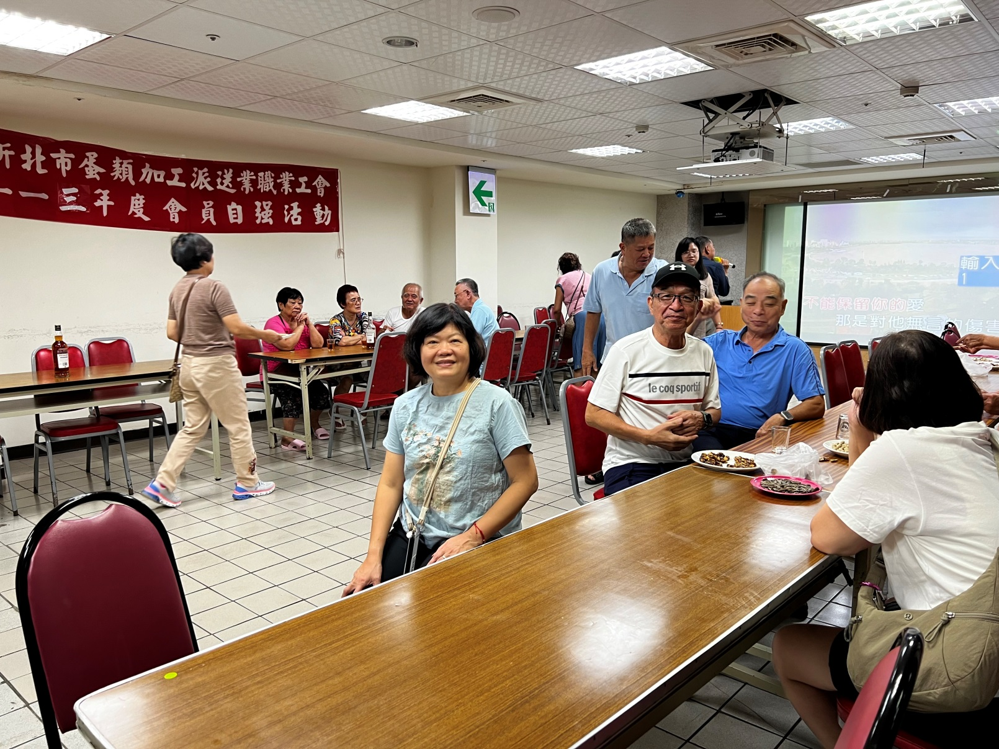 新北市蛋類加工派送業職業工會
一一三年度會員自強活動
輸入
1
不能保留你的愛
那是對他無言的傷害
le coq sportif